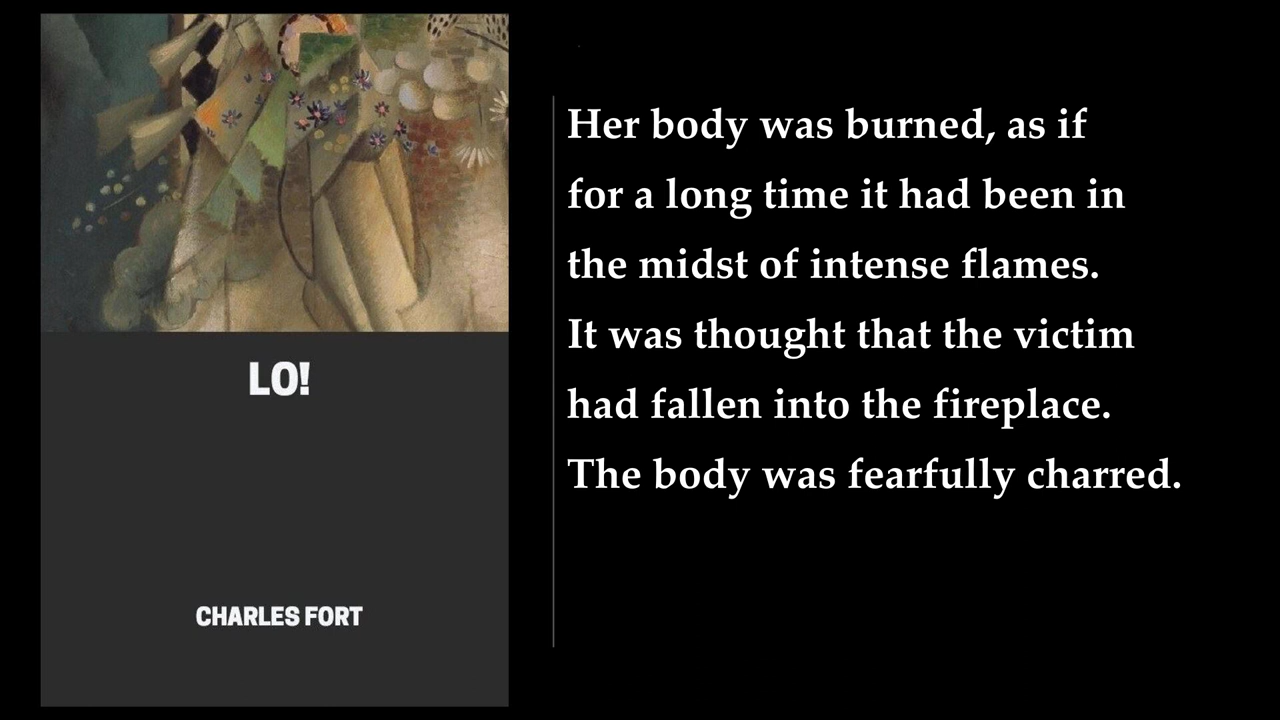 LO!
CHARLES FORT
Her body was burned, as if
for a long time it had been in
the midst of intense flames.
It was thought that the victim
had fallen into the fireplace.
The body was fearfully charred.